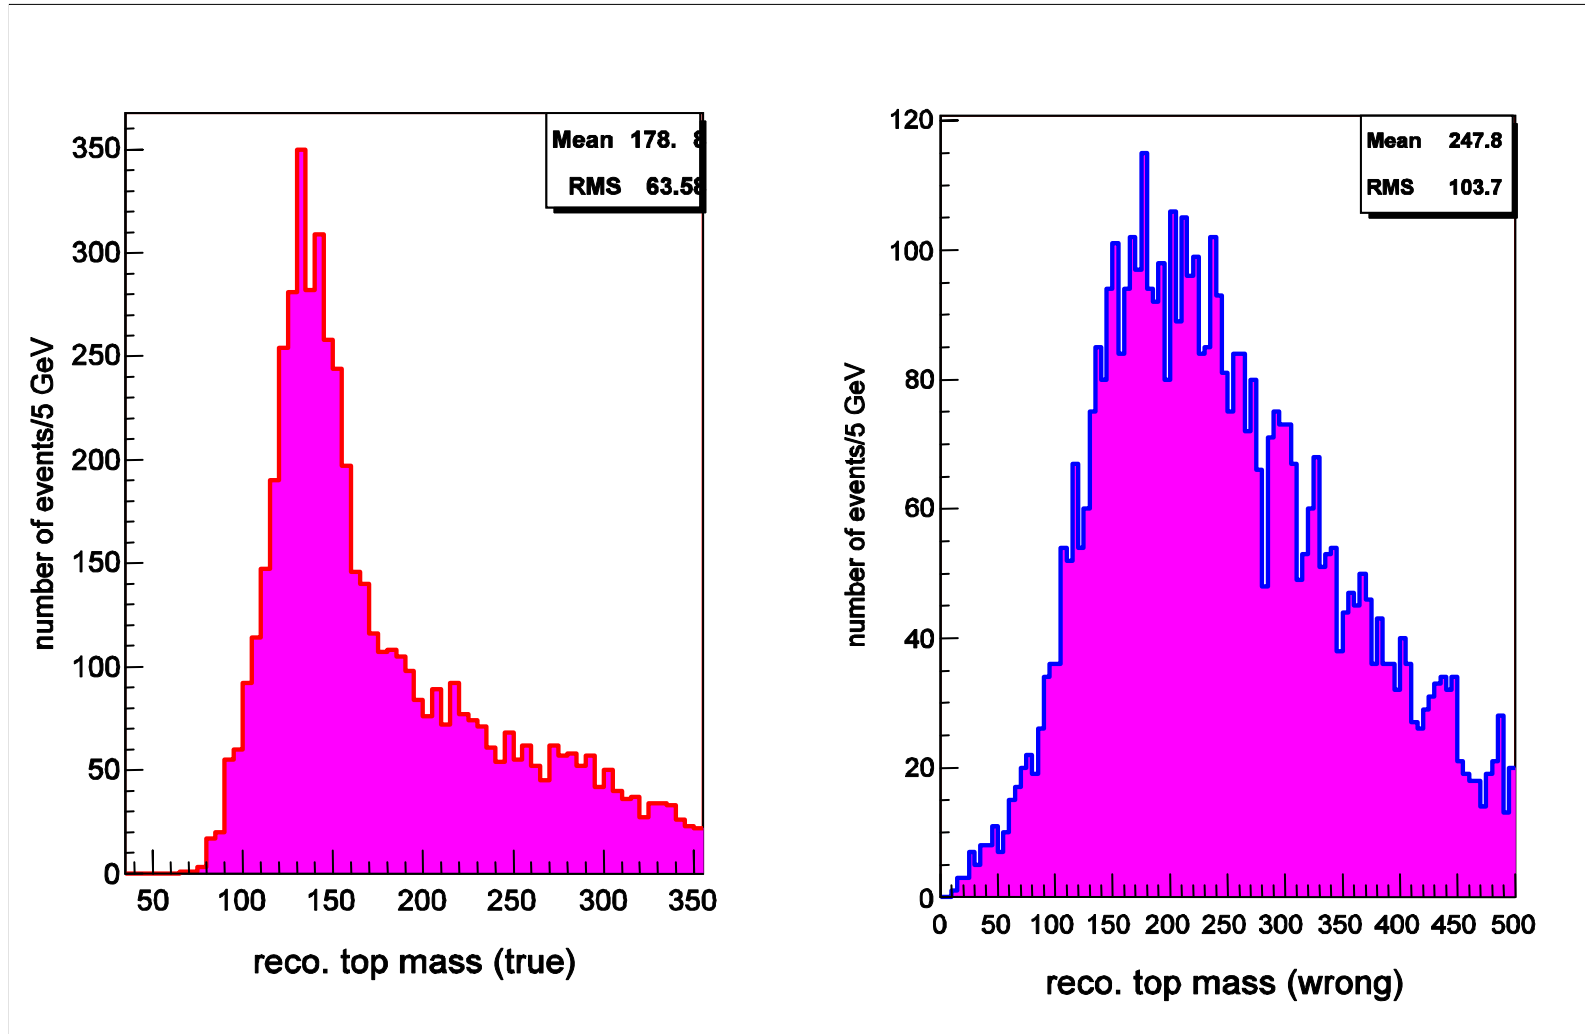 Mean 178. 8
RMS 63.58
350
300
250
200
150
100
50
0
number of events/5 GeV
50 100 150 200 250 300 350
reco. top mass (true)
Mean 247.8
RMS 103.7
120
100
80
60
40
20
0
number of events/5 GeV
0 50 100 150 200 250 300 350 400 450 500
reco. top mass (wrong)